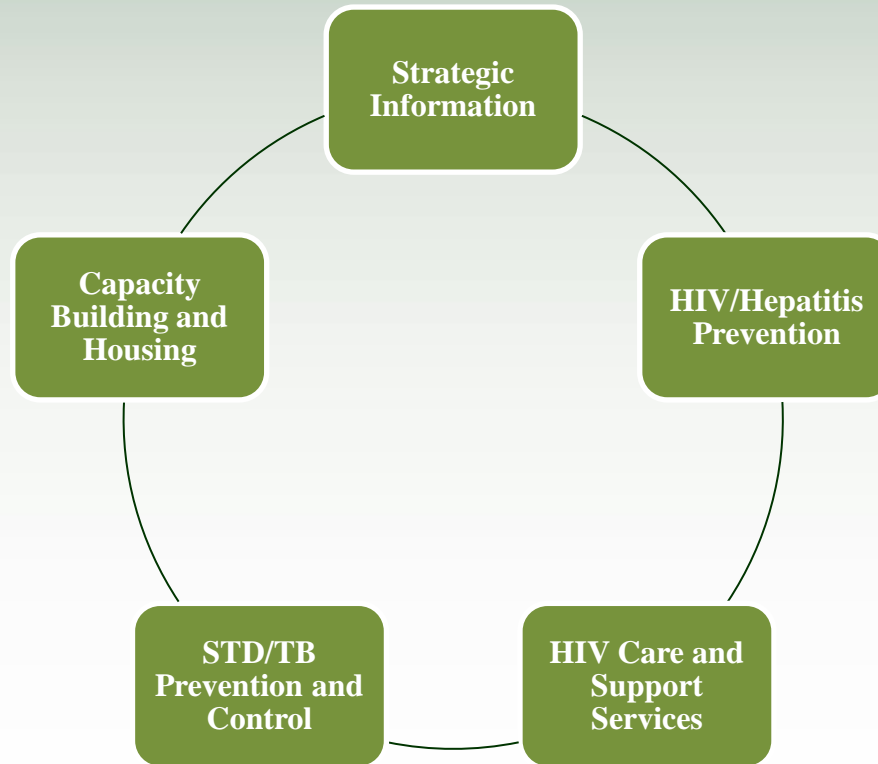 Strategic
Information
HIV/Hepatitis
Prevention
HIV Care and
Support
Services
STD/TB
Prevention and
Control
Capacity
Building and
Housing